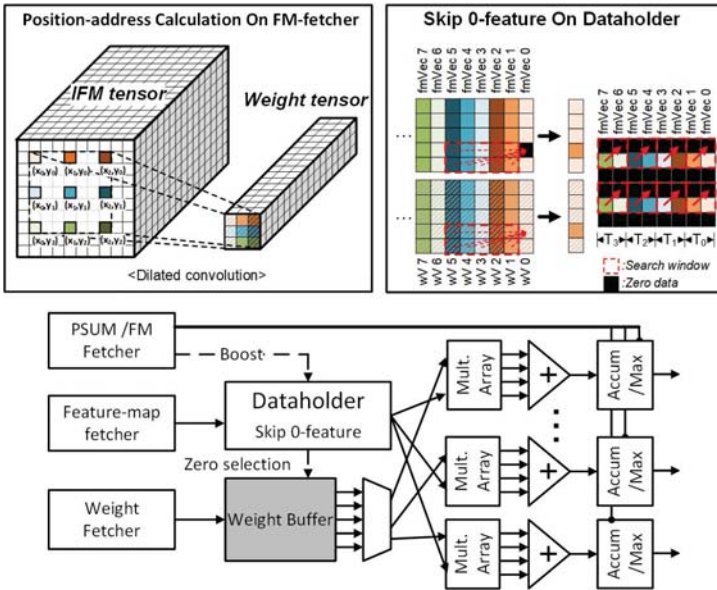 Position-address Calculation On FM-fetcher
IFM tensor
Weight tensor
(x₀,y₀) (x₁,y₀) (x₂,y₀)
(x₀,y₁) (x₁,y₁) (x₂,y₁)
(x₀,y₂) (x₁,y₂) (x₂,y₂)
<Dilated convolution>
Skip 0-feature On Dataholder
fmVec 7
fmVec 6
fmVec 5
fmVec 4
fmVec 3
fmVec 2
fmVec 1
fmVec 0
...
...
wV 7
wV 6
wV 5
wV 4
wV 3
wV 2
wV 1
wV 0
fmVec 7
fmVec 6
fmVec 5
fmVec 4
fmVec 3
fmVec 2
fmVec 1
fmVec 0
T₃ T₂ T₁ T₀
:Search window
:Zero data
PSUM /FM
Fetcher
Boost
Feature-map
fetcher
Dataholder
Skip 0-feature
Zero selection
Weight
Fetcher
Weight Buffer
Mult.
Array
+
Accum
/Max
...
Mult.
Array
+
Accum
/Max
Mult.
Array
+
Accum
/Max